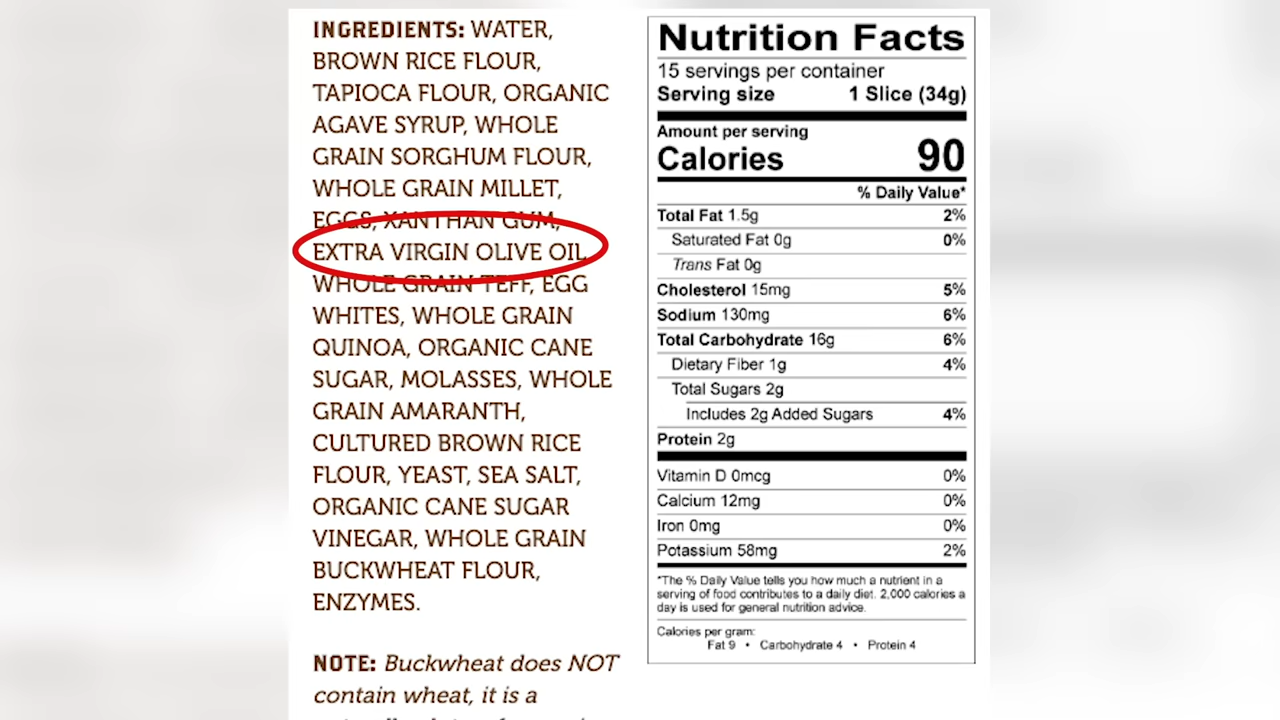 INGREDIENTS: WATER,
BROWN RICE FLOUR,
TAPIOCA FLOUR, ORGANIC
AGAVE SYRUP, WHOLE
GRAIN SORGHUM FLOUR,
WHOLE GRAIN MILLET,
EGGS, XANTHAN GUM,
EXTRA VIRGIN OLIVE OIL,
WHOLE GRAIN TEFF, EGG
WHITES, WHOLE GRAIN
QUINOA, ORGANIC CANE
SUGAR, MOLASSES, WHOLE
GRAIN AMARANTH,
CULTURED BROWN RICE
FLOUR, YEAST, SEA SALT,
ORGANIC CANE SUGAR
VINEGAR, WHOLE GRAIN
BUCKWHEAT FLOUR,
ENZYMES.
NOTE: Buckwheat does NOT
contain wheat, it is a
Nutrition Facts
15 servings per container
Serving size 1 Slice (34g)
Amount per serving
Calories 90
% Daily Value*
Total Fat 1.5g 2%
Saturated Fat 0g 0%
Trans Fat 0g
Cholesterol 15mg 5%
Sodium 130mg 6%
Total Carbohydrate 16g 6%
Dietary Fiber 1g 4%
Total Sugars 2g
Includes 2g Added Sugars 4%
Protein 2g
Vitamin D 0mcg 0%
Calcium 12mg 0%
Iron 0mg 0%
Potassium 58mg 2%
*The % Daily Value tells you how much a nutrient in a
serving of food contributes to a daily diet. 2,000 calories a
day is used for general nutrition advice.
Calories per gram:
Fat 9 • Carbohydrate 4 • Protein 4